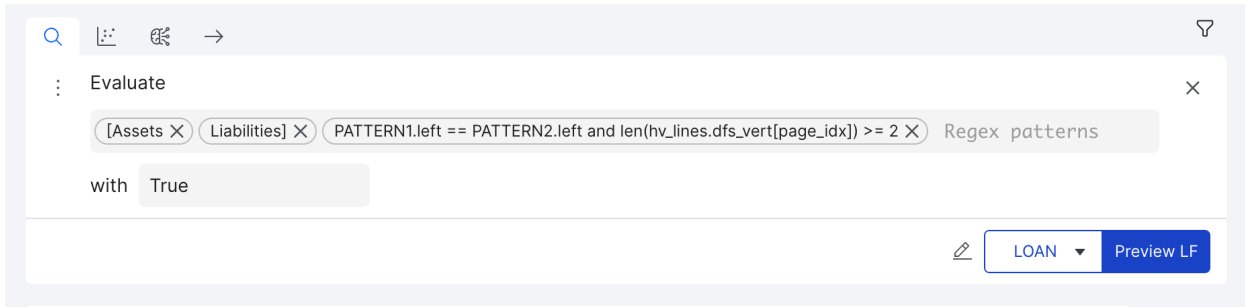 Evaluate
[Assets Liabilities] PATTERN1.left == PATTERN2.left and len(hv_lines.dfs_vert[page_idx]) >= 2 Regex patterns
with True
LOAN Preview LF